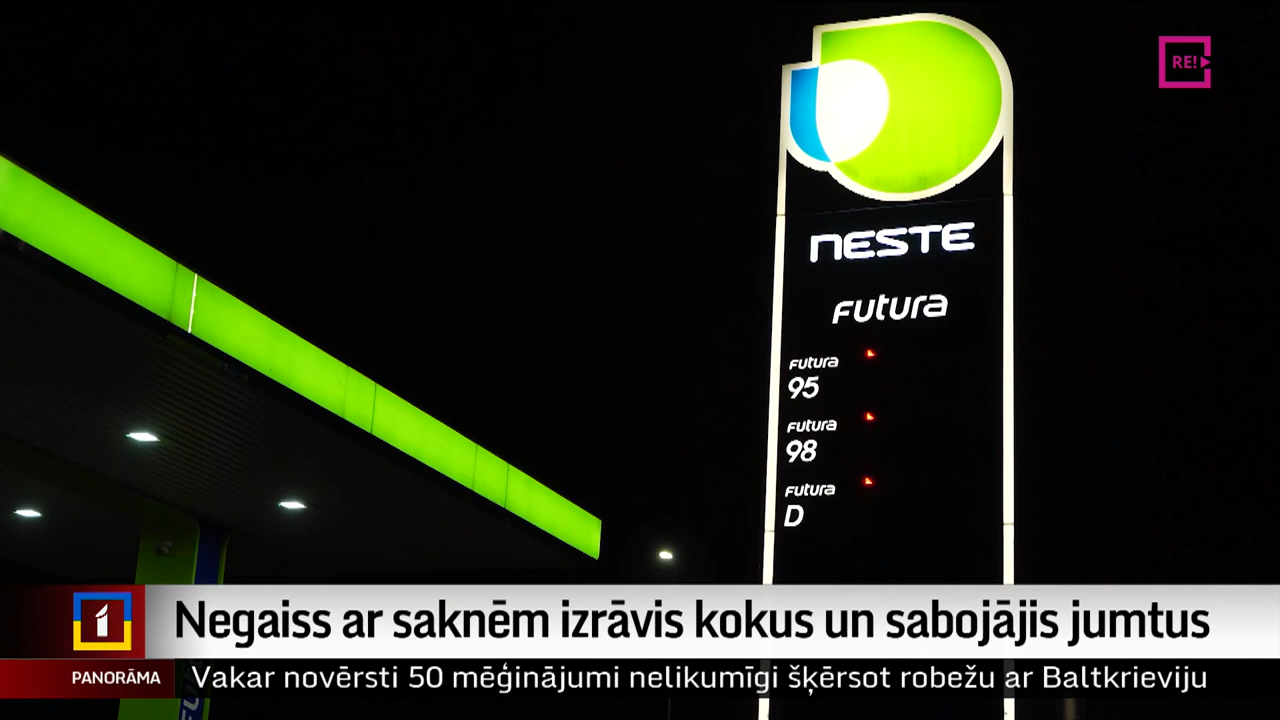 RE!
NESTE
Futura
Futura
95
Futura
98
Futura
D
1
Negaiss ar saknēm izrāvis kokus un sabojājis jumtus
PANORĀMA
Vakar novērsti 50 mēģinājumi nelikumīgi šķērsot robežu ar Baltkrieviju